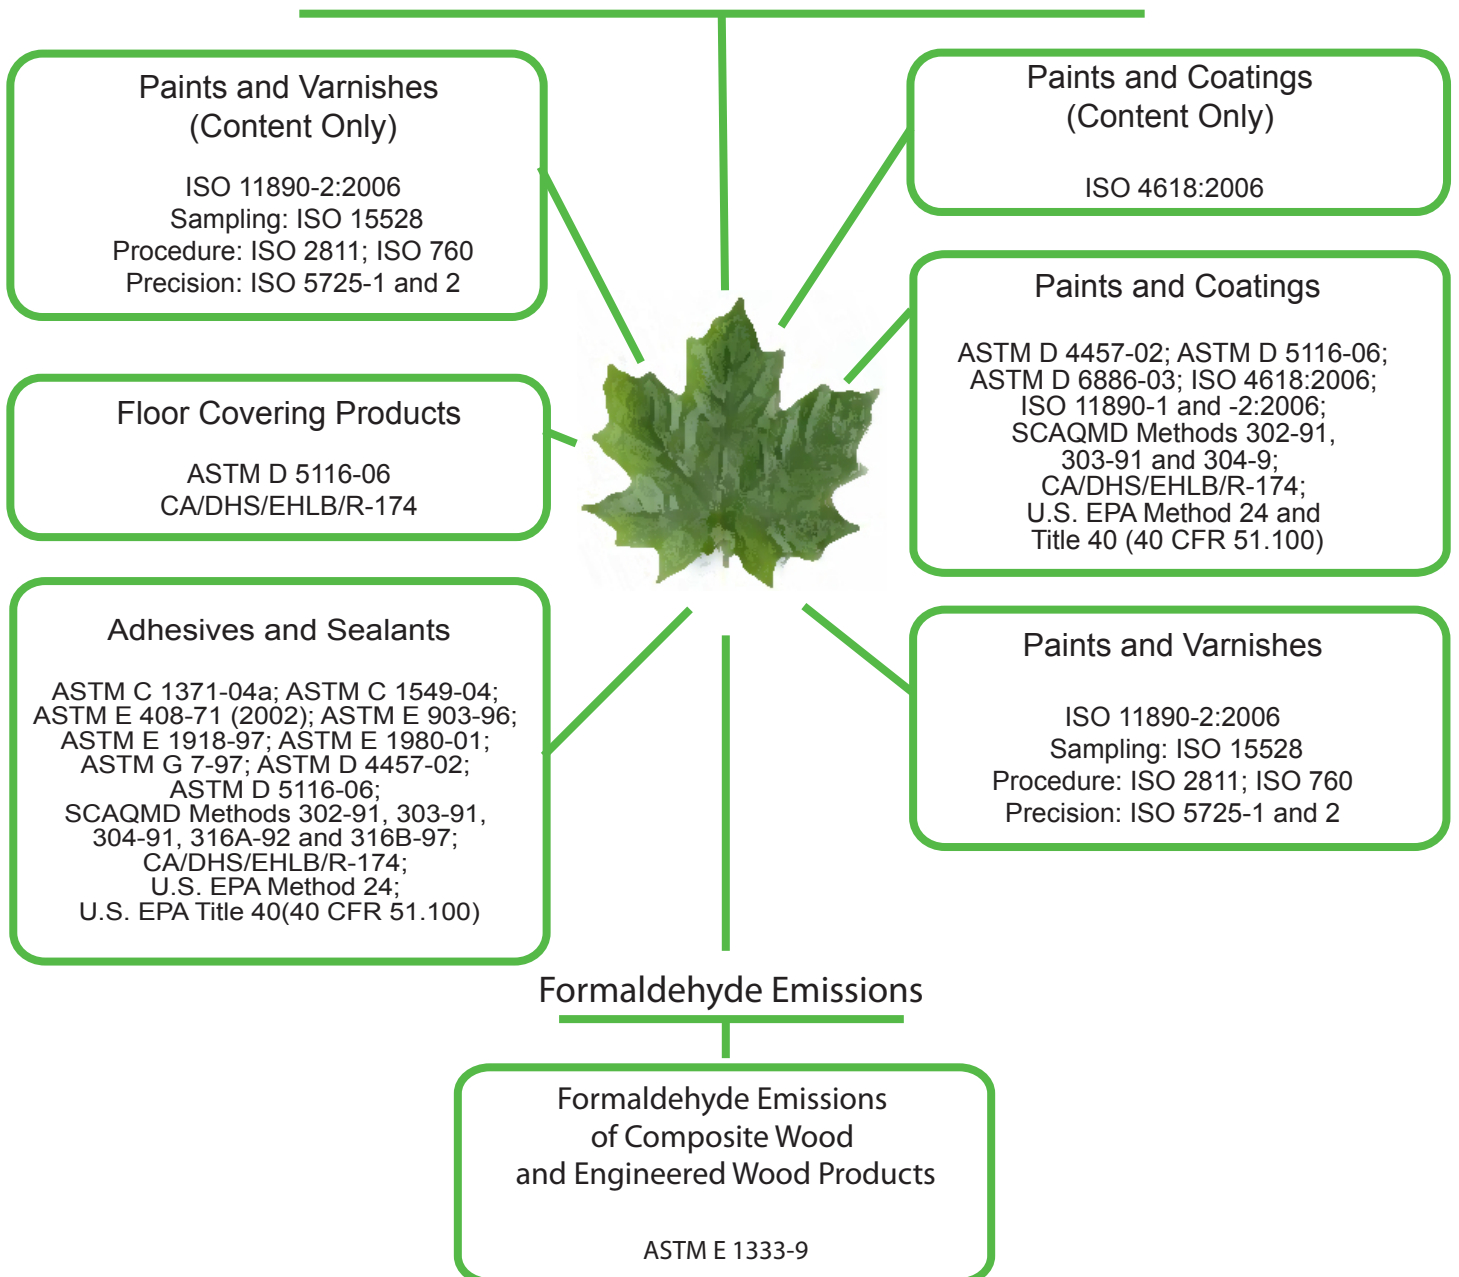 Paints and Varnishes
(Content Only)
ISO 11890-2:2006
Sampling: ISO 15528
Procedure: ISO 2811; ISO 760
Precision: ISO 5725-1 and 2
Paints and Coatings
(Content Only)
ISO 4618:2006
Paints and Coatings
ASTM D 4457-02; ASTM D 5116-06;
ASTM D 6886-03; ISO 4618:2006;
ISO 11890-1 and -2:2006;
SCAQMD Methods 302-91,
303-91 and 304-9;
CA/DHS/EHLB/R-174;
U.S. EPA Method 24 and
Title 40 (40 CFR 51.100)
Floor Covering Products
ASTM D 5116-06
CA/DHS/EHLB/R-174
Adhesives and Sealants
ASTM C 1371-04a; ASTM C 1549-04;
ASTM E 408-71 (2002); ASTM E 903-96;
ASTM E 1918-97; ASTM E 1980-01;
ASTM G 7-97; ASTM D 4457-02;
ASTM D 5116-06;
SCAQMD Methods 302-91, 303-91,
304-91, 316A-92 and 316B-97;
CA/DHS/EHLB/R-174;
U.S. EPA Method 24;
U.S. EPA Title 40(40 CFR 51.100)
Paints and Varnishes
ISO 11890-2:2006
Sampling: ISO 15528
Procedure: ISO 2811; ISO 760
Precision: ISO 5725-1 and 2
Formaldehyde Emissions
Formaldehyde Emissions
of Composite Wood
and Engineered Wood Products
ASTM E 1333-9